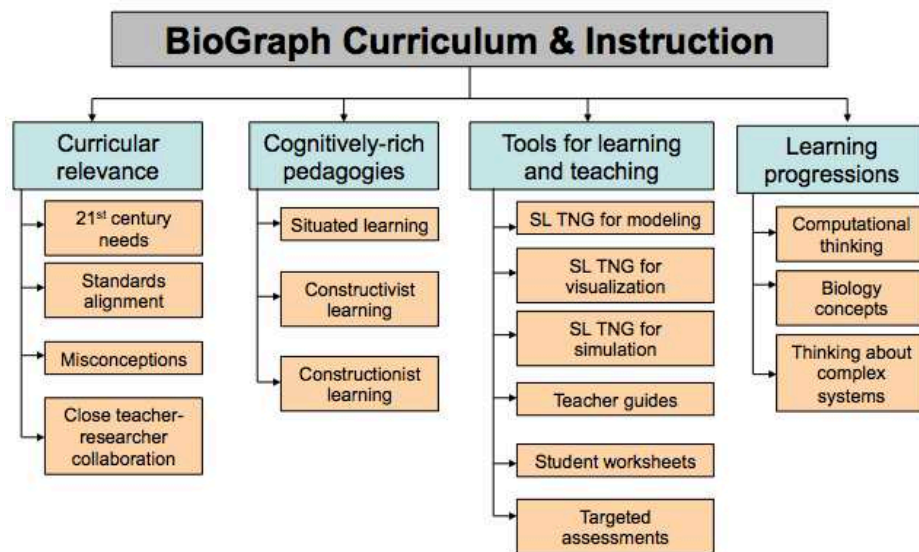 BioGraph Curriculum & Instruction
Curricular
relevance
21st century
needs
Standards
alignment
Misconceptions
Close teacher-
researcher
collaboration
Cognitively-rich
pedagogies
Situated learning
Constructivist
learning
Constructionist
learning
Tools for learning
and teaching
SL TNG for modeling
SL TNG for
visualization
SL TNG for
simulation
Teacher guides
Student worksheets
Targeted
assessments
Learning
progressions
Computational
thinking
Biology
concepts
Thinking about
complex
systems